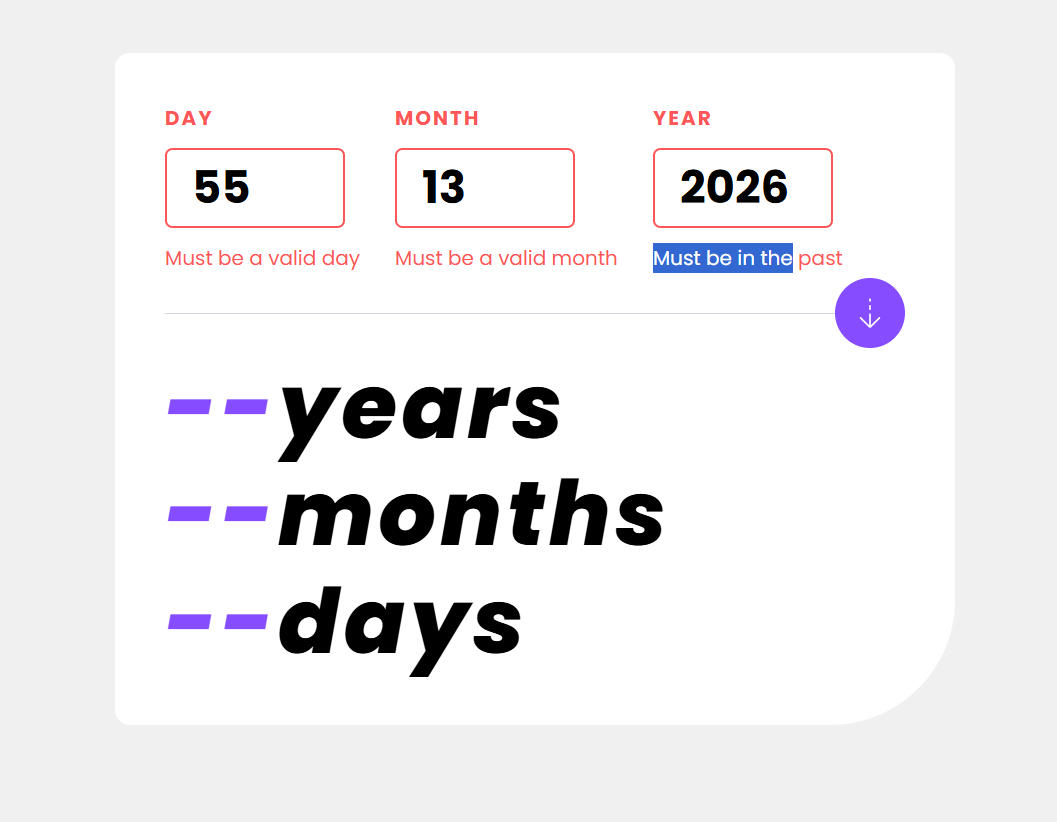 DAY MONTH YEAR
55 13 2026
Must be a valid day Must be a valid month Must be in the past
--years
--months
--days